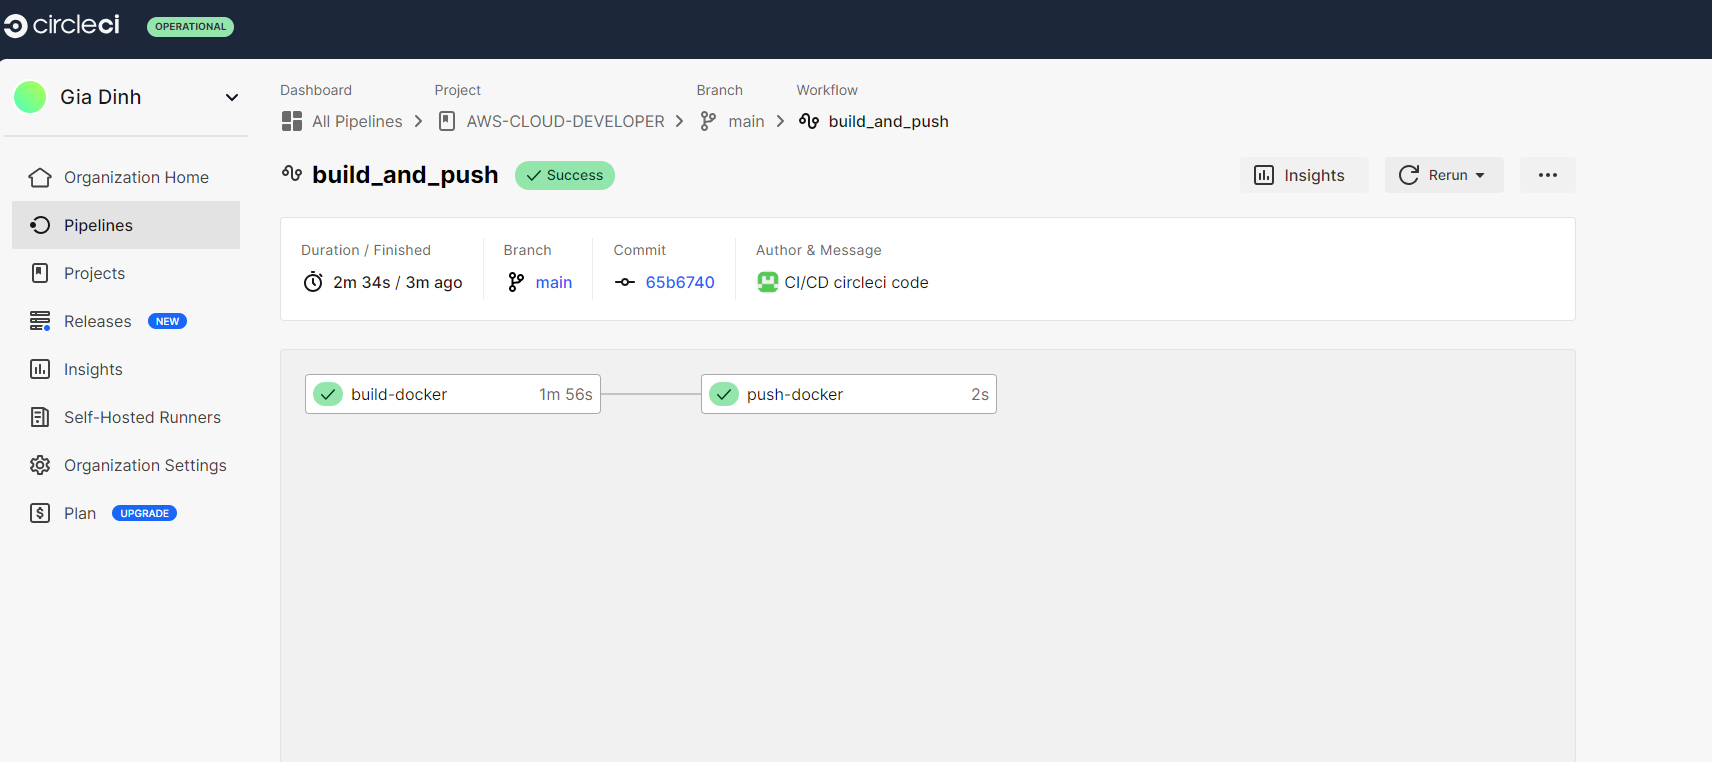 circleci OPERATIONAL
Gia Dinh
Organization Home
Pipelines
Projects
Releases NEW
Insights
Self-Hosted Runners
Organization Settings
Plan UPGRADE
Dashboard Project Branch Workflow
All Pipelines AWS-CLOUD-DEVELOPER main build_and_push
build_and_push Success Insights Rerun
Duration / Finished Branch Commit Author & Message
2m 34s / 3m ago main 65b6740 CI/CD circleci code
build-docker 1m 56s push-docker 2s